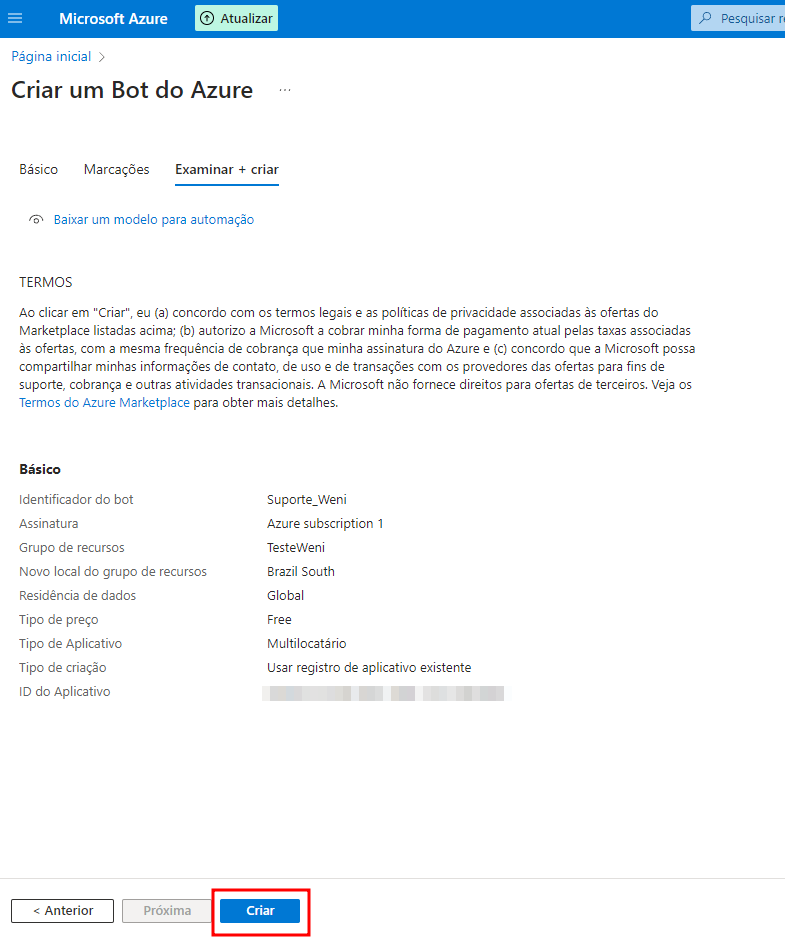 Microsoft Azure
Atualizar
Pesquisar re
Página inicial
Criar um Bot do Azure
Básico
Marcações
Examinar + criar
Baixar um modelo para automação
TERMOS
Ao clicar em "Criar", eu (a) concordo com os termos legais e as políticas de privacidade associadas às ofertas do
Marketplace listadas acima; (b) autorizo a Microsoft a cobrar minha forma de pagamento atual pelas taxas associadas
às ofertas, com a mesma frequência de cobrança que minha assinatura do Azure e (c) concordo que a Microsoft possa
compartilhar minhas informações de contato, de uso e de transações com os provedores das ofertas para fins de
suporte, cobrança e outras atividades transacionais. A Microsoft não fornece direitos para ofertas de terceiros. Veja os
Termos do Azure Marketplace para obter mais detalhes.
Básico
Identificador do bot Suporte_Weni
Assinatura Azure subscription 1
Grupo de recursos TesteWeni
Novo local do grupo de recursos Brazil South
Residência de dados Global
Tipo de preço Free
Tipo de Aplicativo Multilocatário
Tipo de criação Usar registro de aplicativo existente
ID do Aplicativo
< Anterior
Próxima
Criar